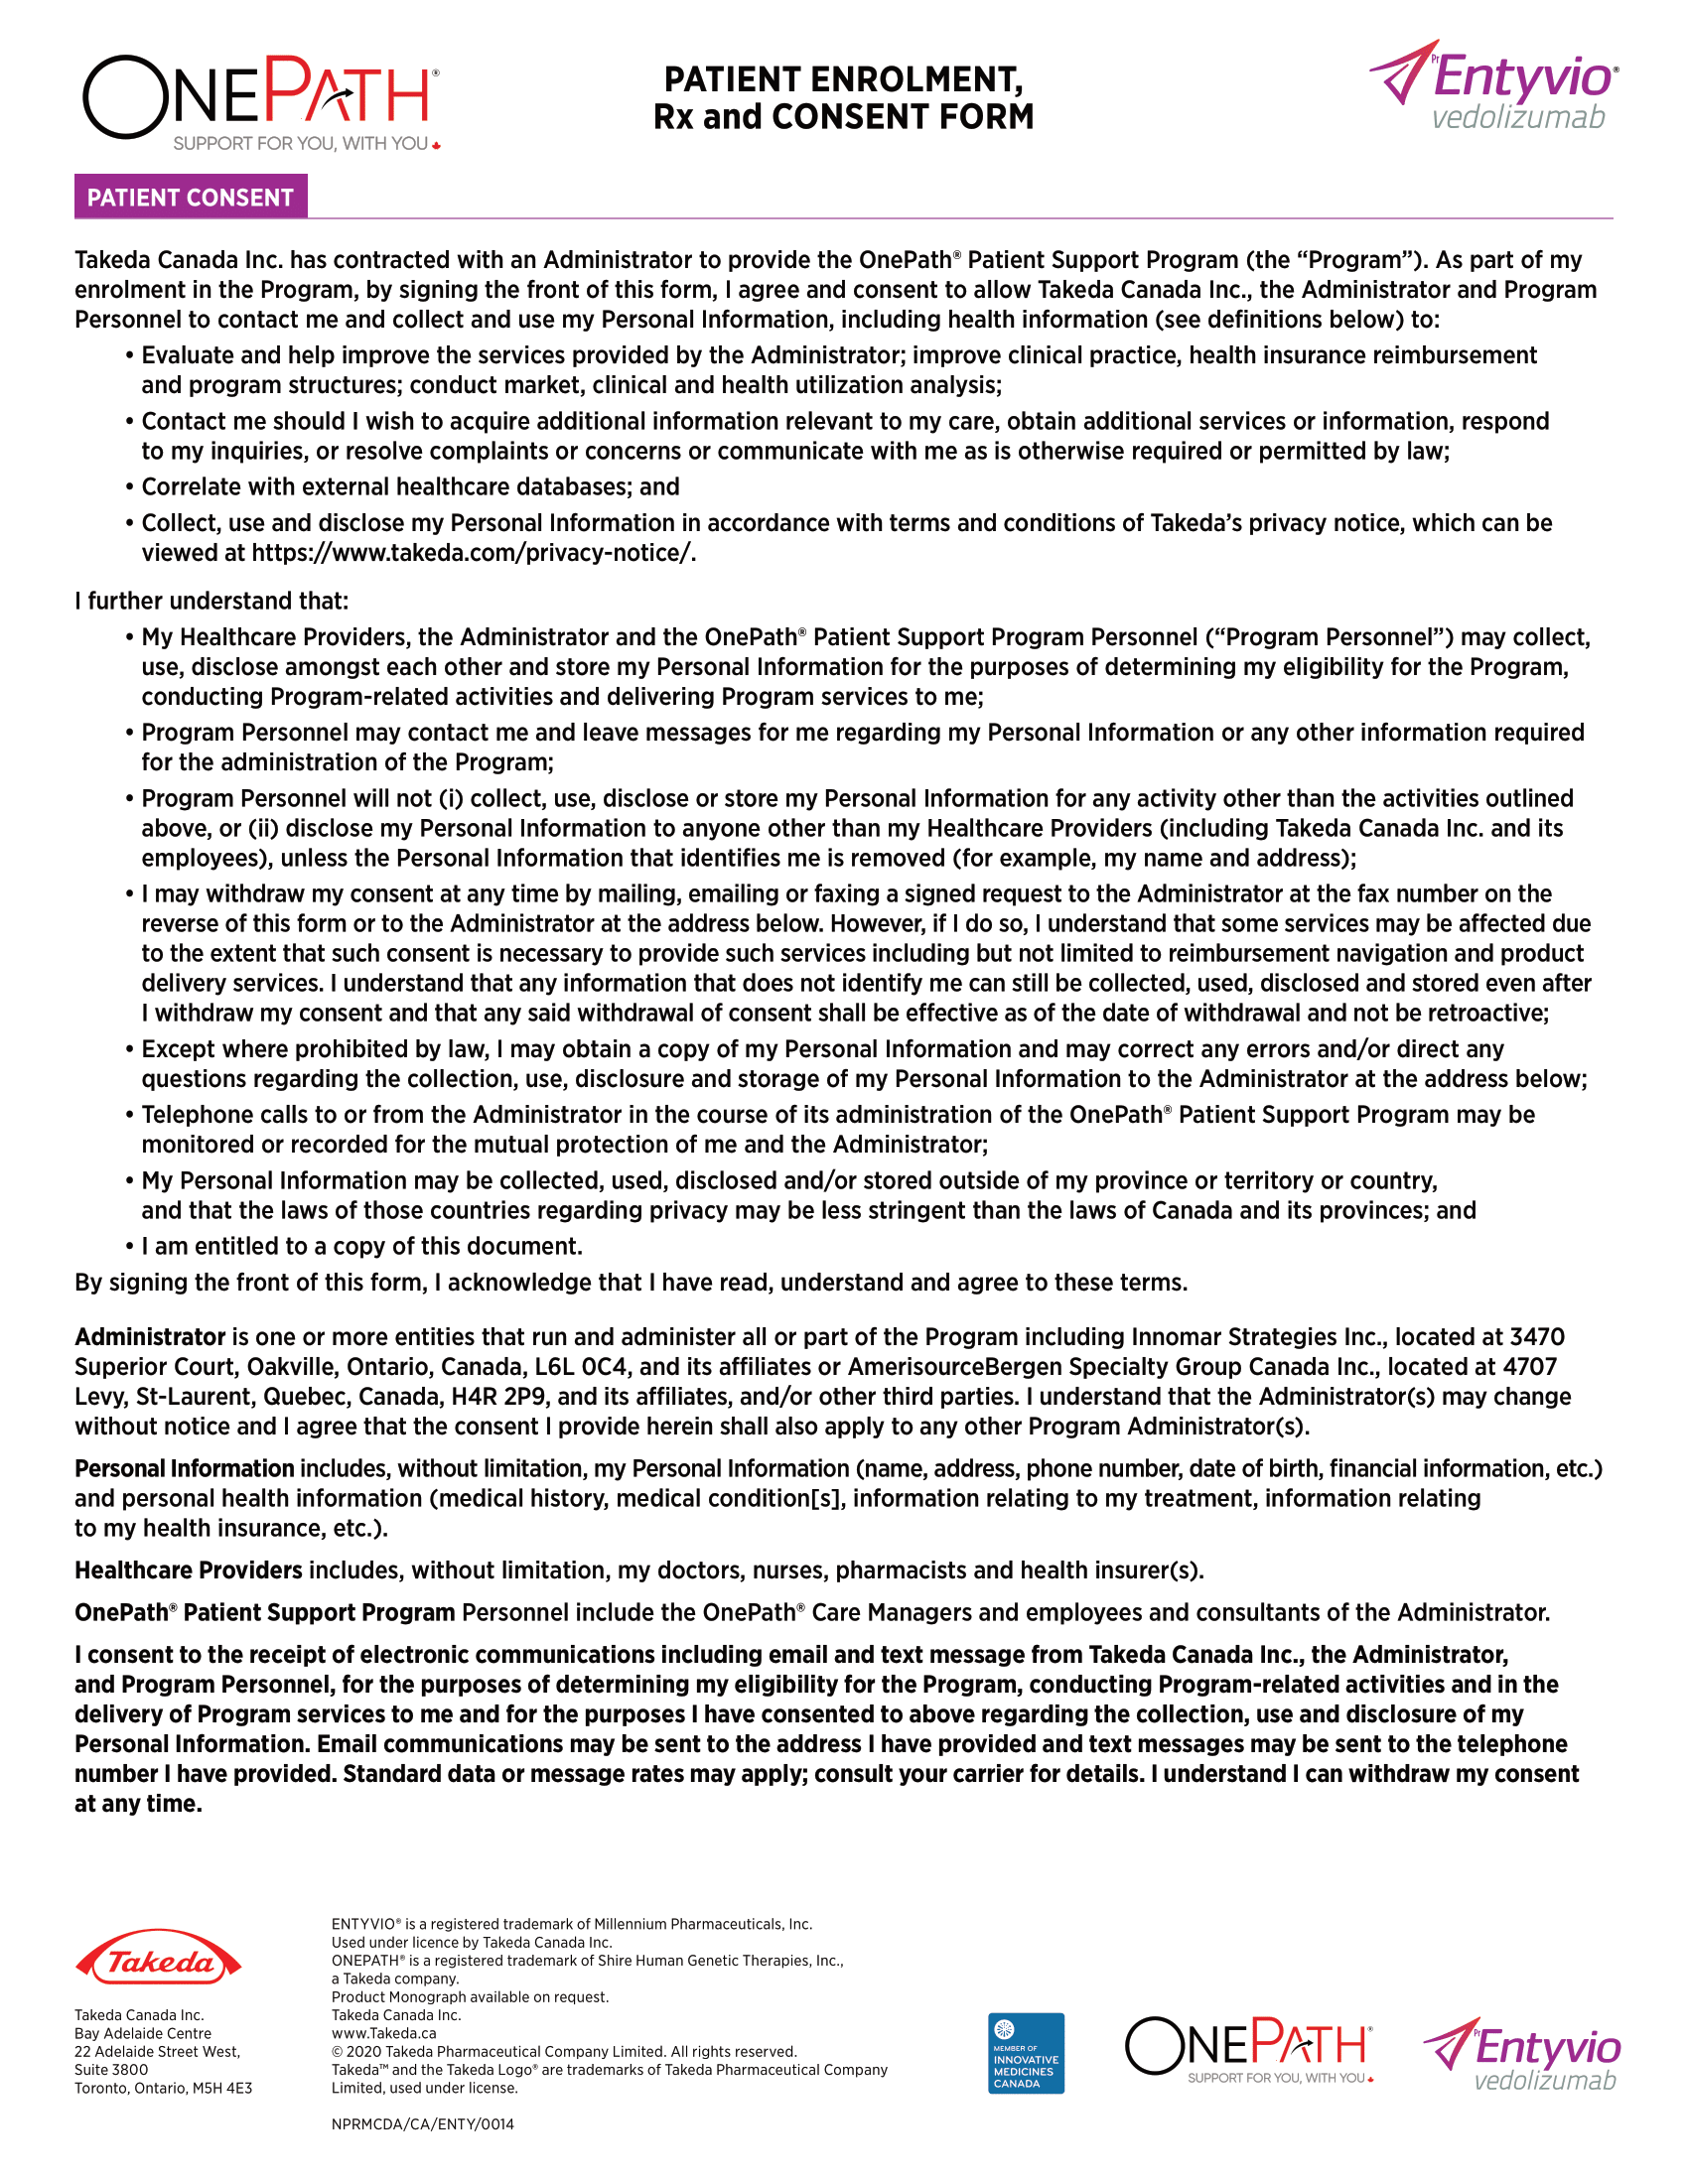 ONEPATH®
SUPPORT FOR YOU, WITH YOU
PATIENT ENROLMENT,
Rx and CONSENT FORM
PrEntyvio®
vedolizumab
PATIENT CONSENT
Takeda Canada Inc. has contracted with an Administrator to provide the OnePath® Patient Support Program (the “Program”). As part of my
enrolment in the Program, by signing the front of this form, I agree and consent to allow Takeda Canada Inc., the Administrator and Program
Personnel to contact me and collect and use my Personal Information, including health information (see definitions below) to:
• Evaluate and help improve the services provided by the Administrator; improve clinical practice, health insurance reimbursement
and program structures; conduct market, clinical and health utilization analysis;
• Contact me should I wish to acquire additional information relevant to my care, obtain additional services or information, respond
to my inquiries, or resolve complaints or concerns or communicate with me as is otherwise required or permitted by law;
• Correlate with external healthcare databases; and
• Collect, use and disclose my Personal Information in accordance with terms and conditions of Takeda’s privacy notice, which can be
viewed at https://www.takeda.com/privacy-notice/.
I further understand that:
• My Healthcare Providers, the Administrator and the OnePath® Patient Support Program Personnel (“Program Personnel”) may collect,
use, disclose amongst each other and store my Personal Information for the purposes of determining my eligibility for the Program,
conducting Program-related activities and delivering Program services to me;
• Program Personnel may contact me and leave messages for me regarding my Personal Information or any other information required
for the administration of the Program;
• Program Personnel will not (i) collect, use, disclose or store my Personal Information for any activity other than the activities outlined
above, or (ii) disclose my Personal Information to anyone other than my Healthcare Providers (including Takeda Canada Inc. and its
employees), unless the Personal Information that identifies me is removed (for example, my name and address);
• I may withdraw my consent at any time by mailing, emailing or faxing a signed request to the Administrator at the fax number on the
reverse of this form or to the Administrator at the address below. However, if I do so, I understand that some services may be affected due
to the extent that such consent is necessary to provide such services including but not limited to reimbursement navigation and product
delivery services. I understand that any information that does not identify me can still be collected, used, disclosed and stored even after
I withdraw my consent and that any said withdrawal of consent shall be effective as of the date of withdrawal and not be retroactive;
• Except where prohibited by law, I may obtain a copy of my Personal Information and may correct any errors and/or direct any
questions regarding the collection, use, disclosure and storage of my Personal Information to the Administrator at the address below;
• Telephone calls to or from the Administrator in the course of its administration of the OnePath® Patient Support Program may be
monitored or recorded for the mutual protection of me and the Administrator;
• My Personal Information may be collected, used, disclosed and/or stored outside of my province or territory or country,
and that the laws of those countries regarding privacy may be less stringent than the laws of Canada and its provinces; and
• I am entitled to a copy of this document.
By signing the front of this form, I acknowledge that I have read, understand and agree to these terms.
Administrator is one or more entities that run and administer all or part of the Program including Innomar Strategies Inc., located at 3470
Superior Court, Oakville, Ontario, Canada, L6L 0C4, and its affiliates or AmerisourceBergen Specialty Group Canada Inc., located at 4707
Levy, St-Laurent, Quebec, Canada, H4R 2P9, and its affiliates, and/or other third parties. I understand that the Administrator(s) may change
without notice and I agree that the consent I provide herein shall also apply to any other Program Administrator(s).
Personal Information includes, without limitation, my Personal Information (name, address, phone number, date of birth, financial information, etc.)
and personal health information (medical history, medical condition[s], information relating to my treatment, information relating
to my health insurance, etc.).
Healthcare Providers includes, without limitation, my doctors, nurses, pharmacists and health insurer(s).
OnePath® Patient Support Program Personnel include the OnePath® Care Managers and employees and consultants of the Administrator.
I consent to the receipt of electronic communications including email and text message from Takeda Canada Inc., the Administrator,
and Program Personnel, for the purposes of determining my eligibility for the Program, conducting Program-related activities and in the
delivery of Program services to me and for the purposes I have consented to above regarding the collection, use and disclosure of my
Personal Information. Email communications may be sent to the address I have provided and text messages may be sent to the telephone
number I have provided. Standard data or message rates may apply; consult your carrier for details. I understand I can withdraw my consent
at any time.
Takeda
Takeda Canada Inc.
Bay Adelaide Centre
22 Adelaide Street West,
Suite 3800
Toronto, Ontario, M5H 4E3
ENTYVIO® is a registered trademark of Millennium Pharmaceuticals, Inc.
Used under licence by Takeda Canada Inc.
ONEPATH® is a registered trademark of Shire Human Genetic Therapies, Inc.,
a Takeda company.
Product Monograph available on request.
Takeda Canada Inc.
www.Takeda.ca
© 2020 Takeda Pharmaceutical Company Limited. All rights reserved.
Takeda™ and the Takeda Logo® are trademarks of Takeda Pharmaceutical Company
Limited, used under license.
NPRMCDA/CA/ENTY/0014
MEMBER OF
INNOVATIVE
MEDICINES
CANADA
ONEPATH®
SUPPORT FOR YOU, WITH YOU
PrEntyvio
vedolizumab